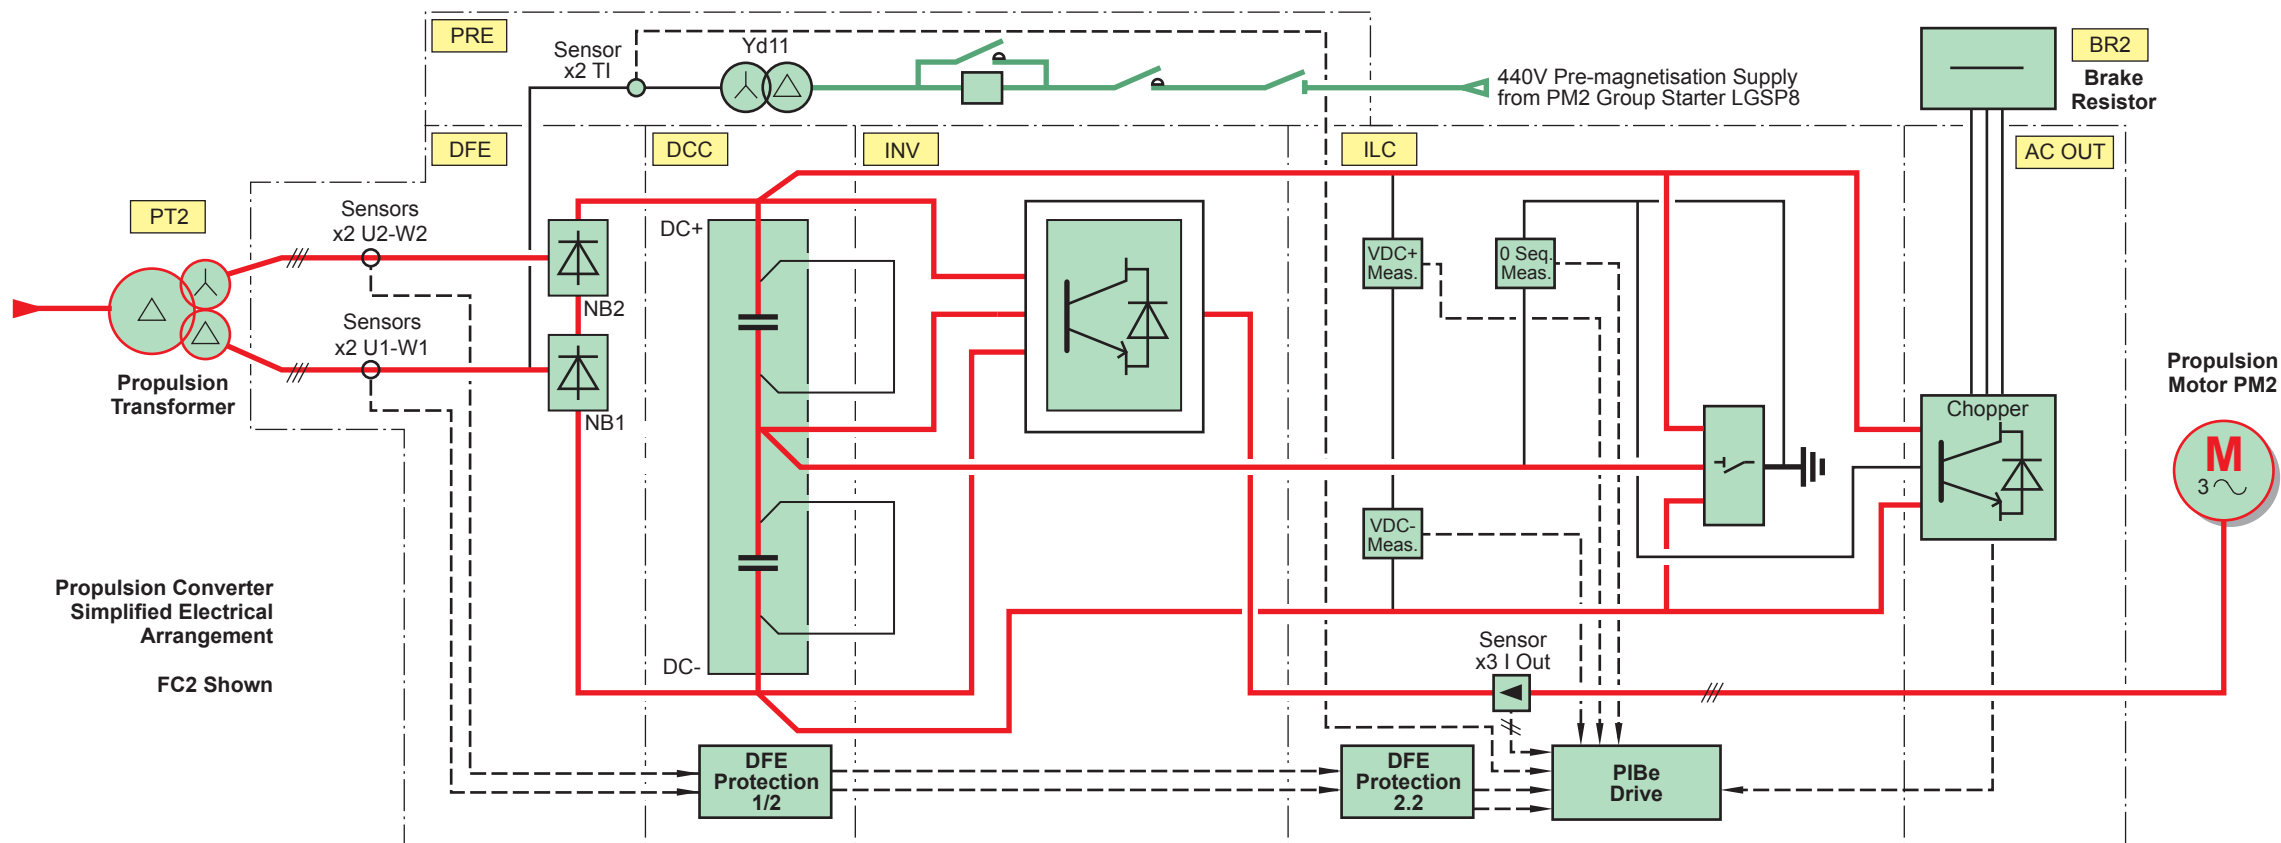 PRE
Sensor
x2 TI
Yd11
440V Pre-magnetisation Supply
from PM2 Group Starter LGSP8
BR2
Brake
Resistor
DFE
DCC
INV
ILC
AC OUT
PT2
Sensors
x2 U2-W2
DC+
VDC+
Meas.
0 Seq.
Meas.
NB2
Sensors
x2 U1-W1
Propulsion
Transformer
NB1
Chopper
Propulsion
Motor PM2
M
3
VDC-
Meas.
Propulsion Converter
Simplified Electrical
Arrangement
FC2 Shown
DC-
Sensor
x3 I Out
DFE
Protection
1/2
DFE
Protection
2.2
PIBe
Drive